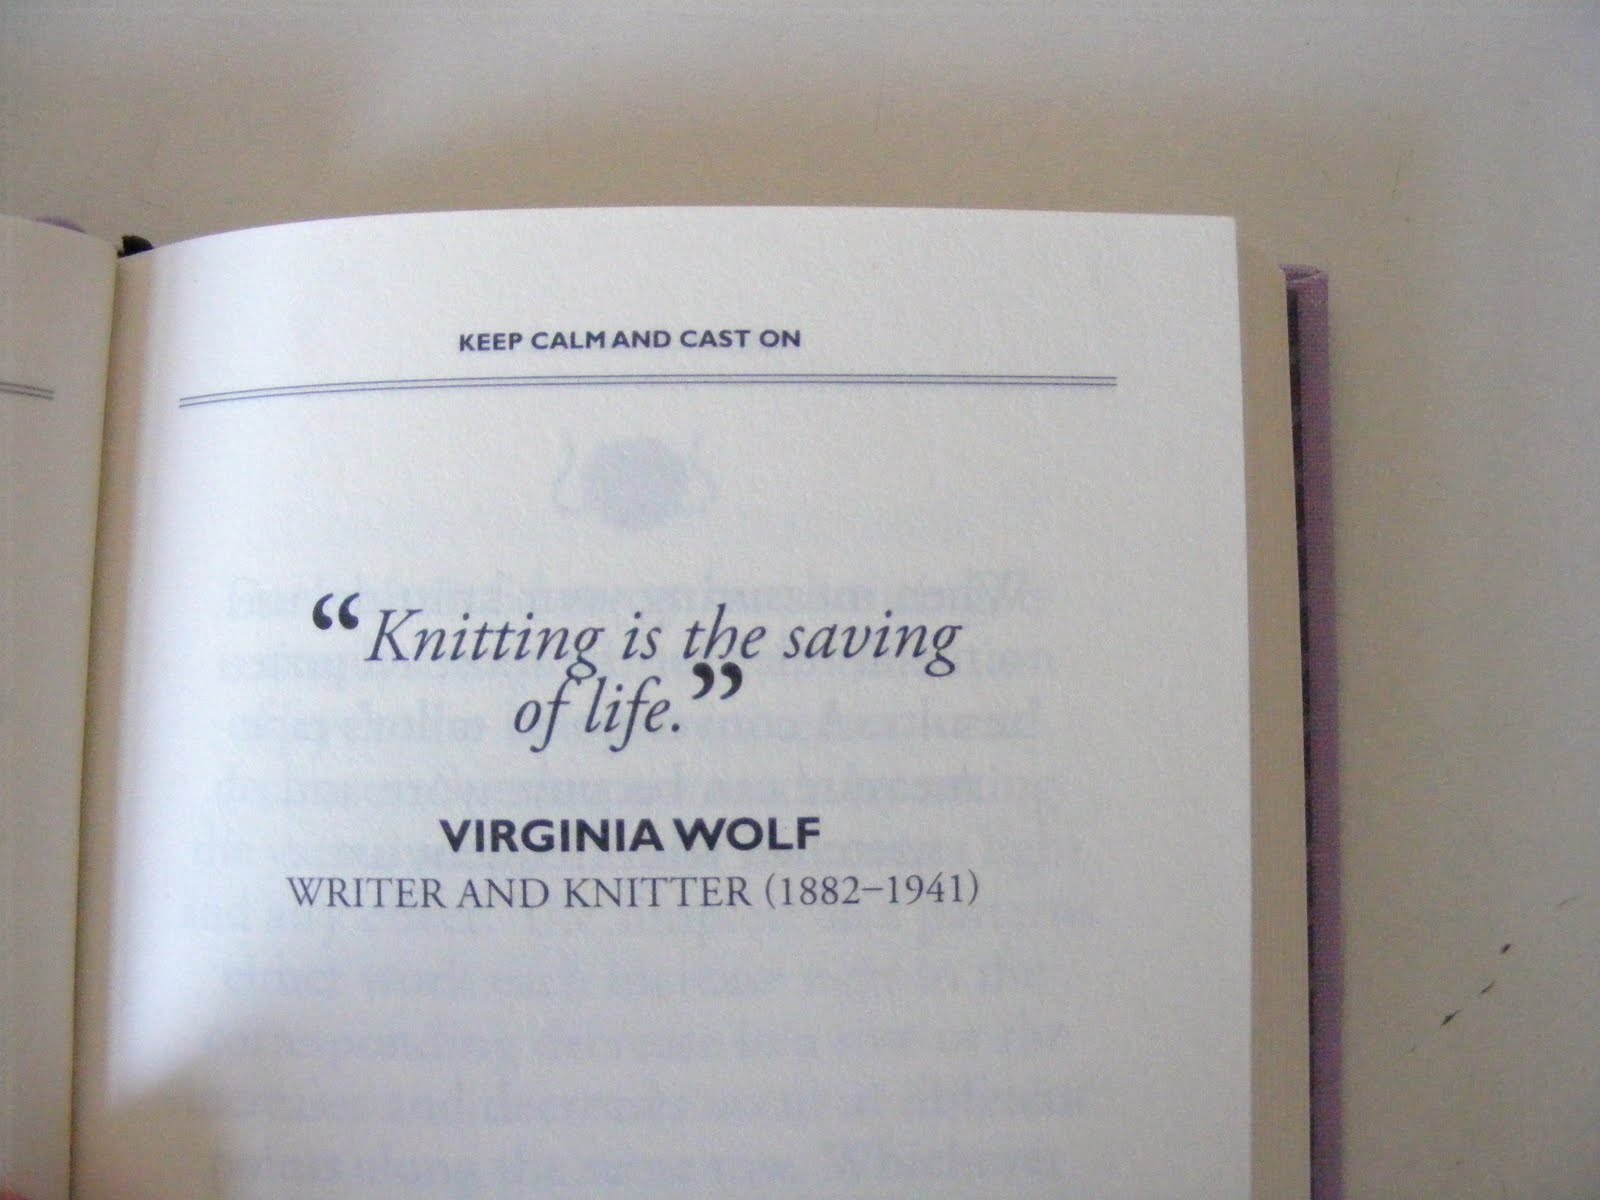 KEEP CALM AND CAST ON
“Knitting is the saving
of life.”
VIRGINIA WOLF
WRITER AND KNITTER (1882–1941)